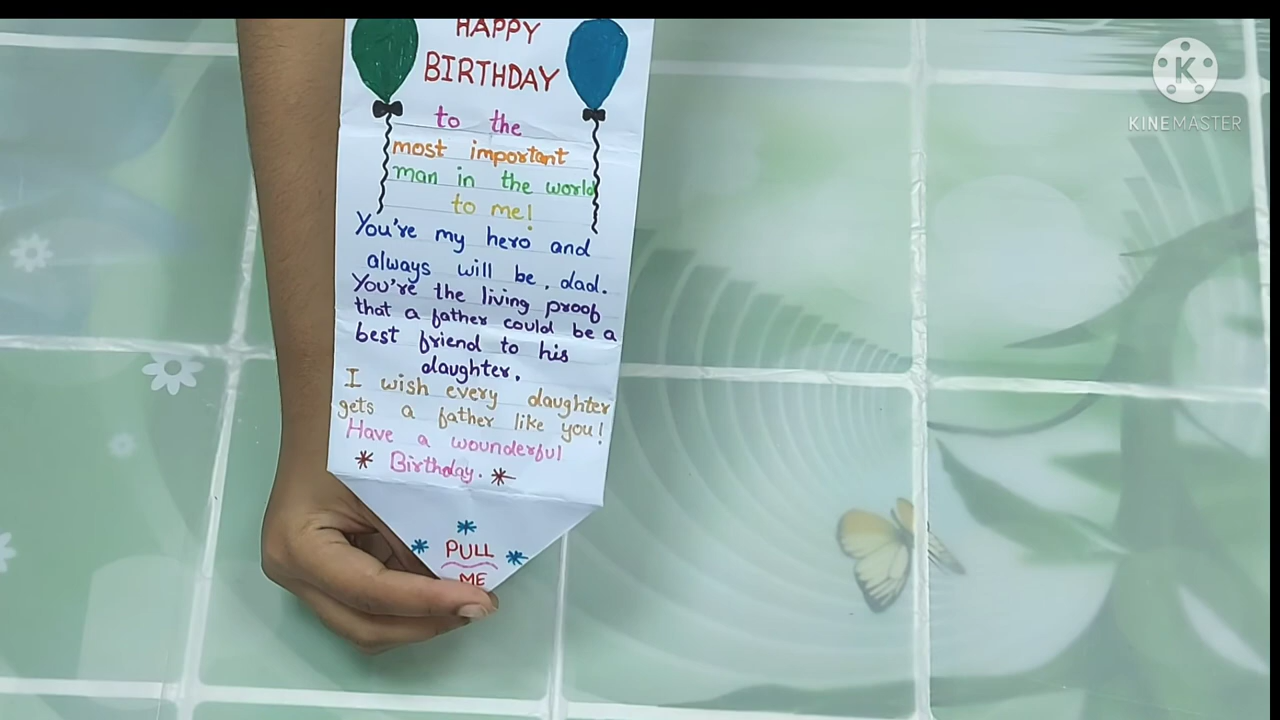 HAPPY
BIRTHDAY
to the
most important
man in the world
to me!
You're my hero and
always will be, dad.
You're the living proof
that a father could be a
best friend to his
daughter.
I wish every daughter
gets a father like you!
Have a wounderful
Birthday.
PULL
ME
K
KINEMASTER